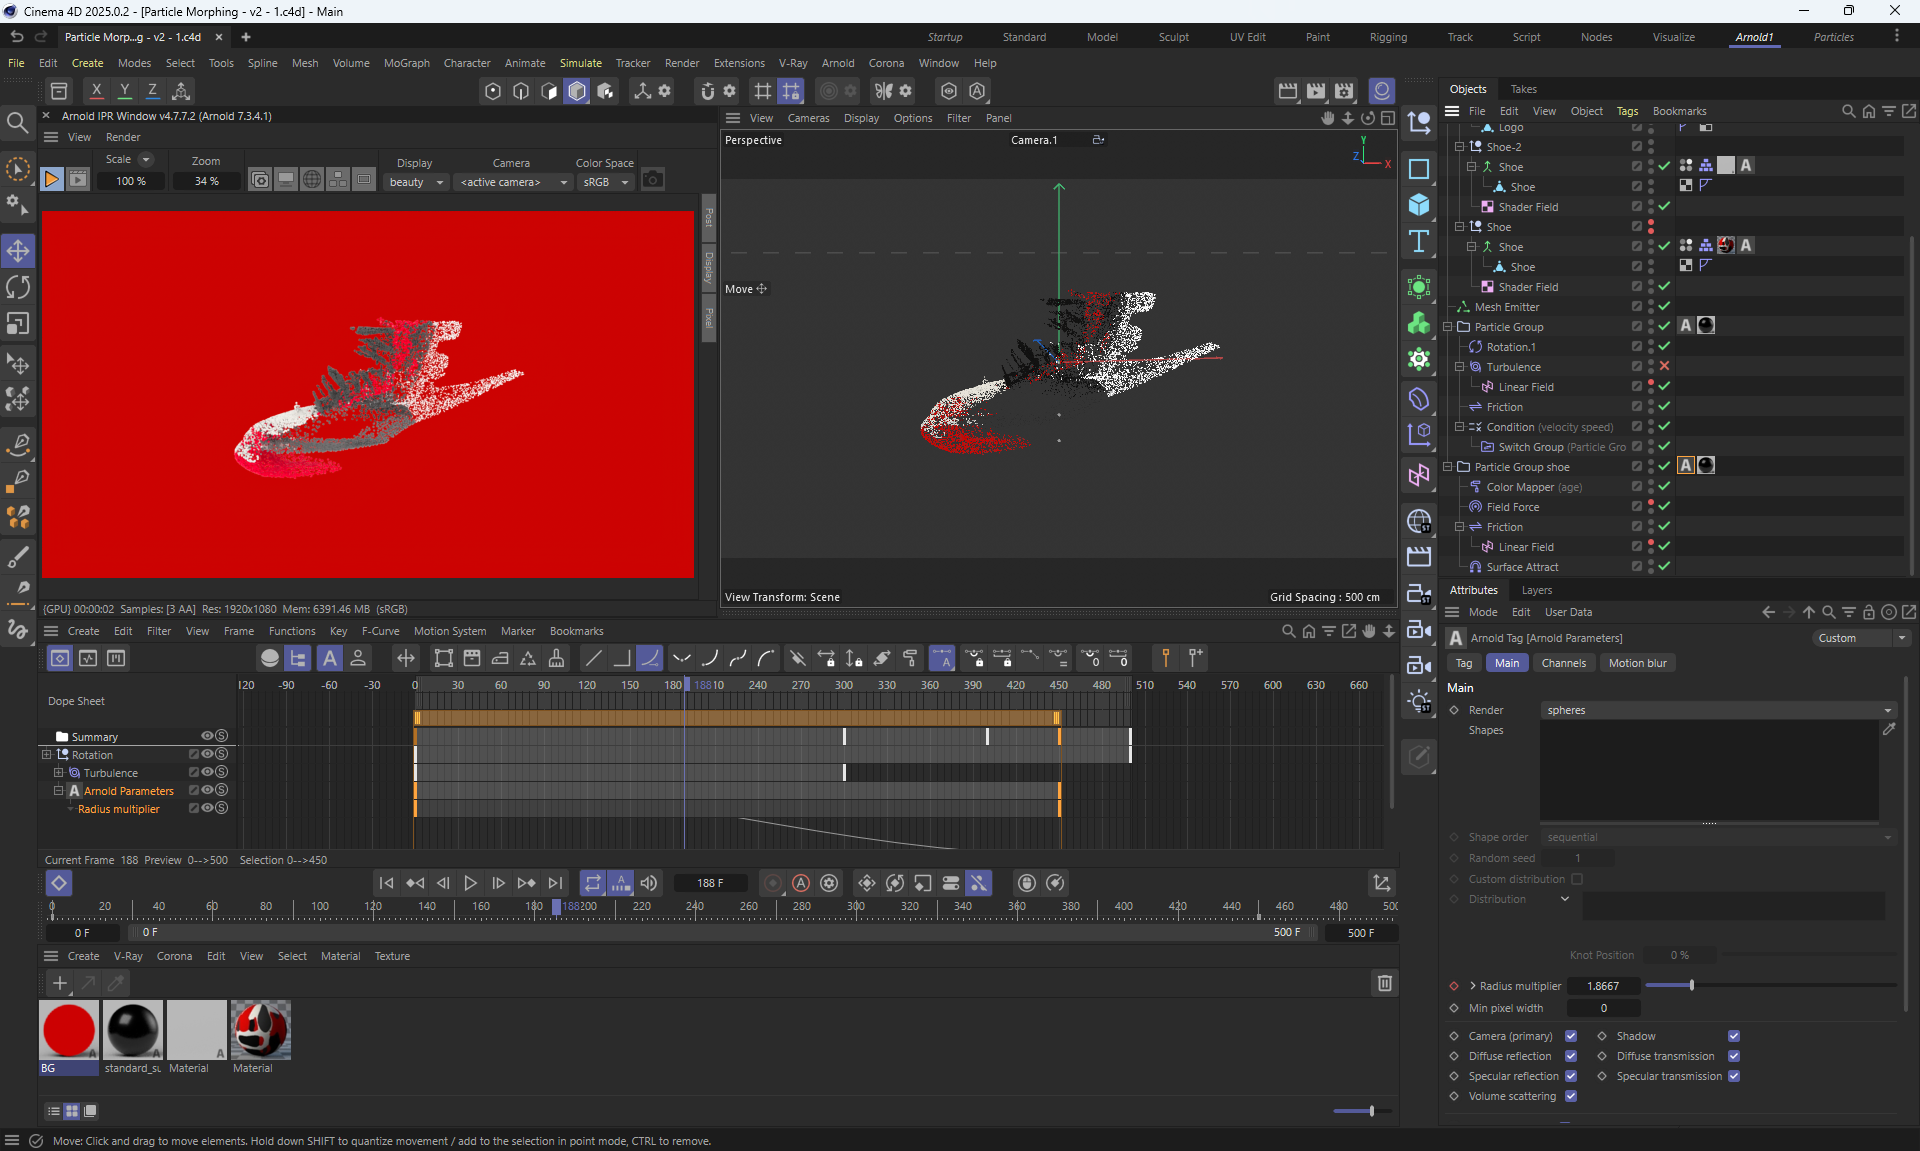 Cinema 4D 2025.0.2 - [Particle Morphing - v2 - 1.c4d] - Main
Particle Morp...g - v2 - 1.c4d
Startup Standard Model Sculpt UV Edit Paint Rigging Track Script Nodes Visualize Arnold1 Particles
File Edit Create Modes Select Tools Spline Mesh Volume MoGraph Character Animate Simulate Tracker Render Extensions V-Ray Arnold Corona Window Help
X Y Z
Arnold IPR Window v4.7.7.2 (Arnold 7.3.4.1)
View Render
Scale Zoom Display Camera Color Space
100 % 34 % beauty <active camera> sRGB
Post
Display
Pixel
{GPU} 00:00:02 Samples: [3 AA] Res: 1920x1080 Mem: 6391.46 MB (sRGB)
View Cameras Display Options Filter Panel
Perspective Camera.1
Y
Z X
Move
View Transform: Scene Grid Spacing : 500 cm
Objects Takes
File Edit View Object Tags Bookmarks
Logo
Shoe-2
Shoe
Shoe
Shader Field
Shoe
Shoe
Shoe
Shader Field
Mesh Emitter
Particle Group
Rotation.1
Turbulence
Linear Field
Friction
Condition (velocity speed)
Switch Group (Particle Gro
Particle Group shoe
Color Mapper (age)
Field Force
Friction
Linear Field
Surface Attract
Create Edit Filter View Frame Functions Key F-Curve Motion System Marker Bookmarks
Dope Sheet
120 -90 -60 -30 0 30 60 90 120 150 180 188 10 240 270 300 330 360 390 420 450 480 510 540 570 600 630 660
Summary
Rotation
Turbulence
Arnold Parameters
Radius multiplier
Current Frame 188 Preview 0-->500 Selection 0-->450
188 F
0 20 40 60 80 100 120 140 160 180 188 200 220 240 260 280 300 320 340 360 380 400 420 440 460 480 500
0 F 0 F 500 F 500 F
Create V-Ray Corona Edit View Select Material Texture
BG standard_su Material Material
Attributes Layers
Mode Edit User Data
Arnold Tag [Arnold Parameters] Custom
Tag Main Channels Motion blur
Main
Render spheres
Shapes
Shape order sequential
Random seed 1
Custom distribution
Distribution
Knot Position 0 %
Radius multiplier 1.8667
Min pixel width 0
Camera (primary) Shadow
Diffuse reflection Diffuse transmission
Specular reflection Specular transmission
Volume scattering
Move: Click and drag to move elements. Hold down SHIFT to quantize movement / add to the selection in point mode, CTRL to remove.